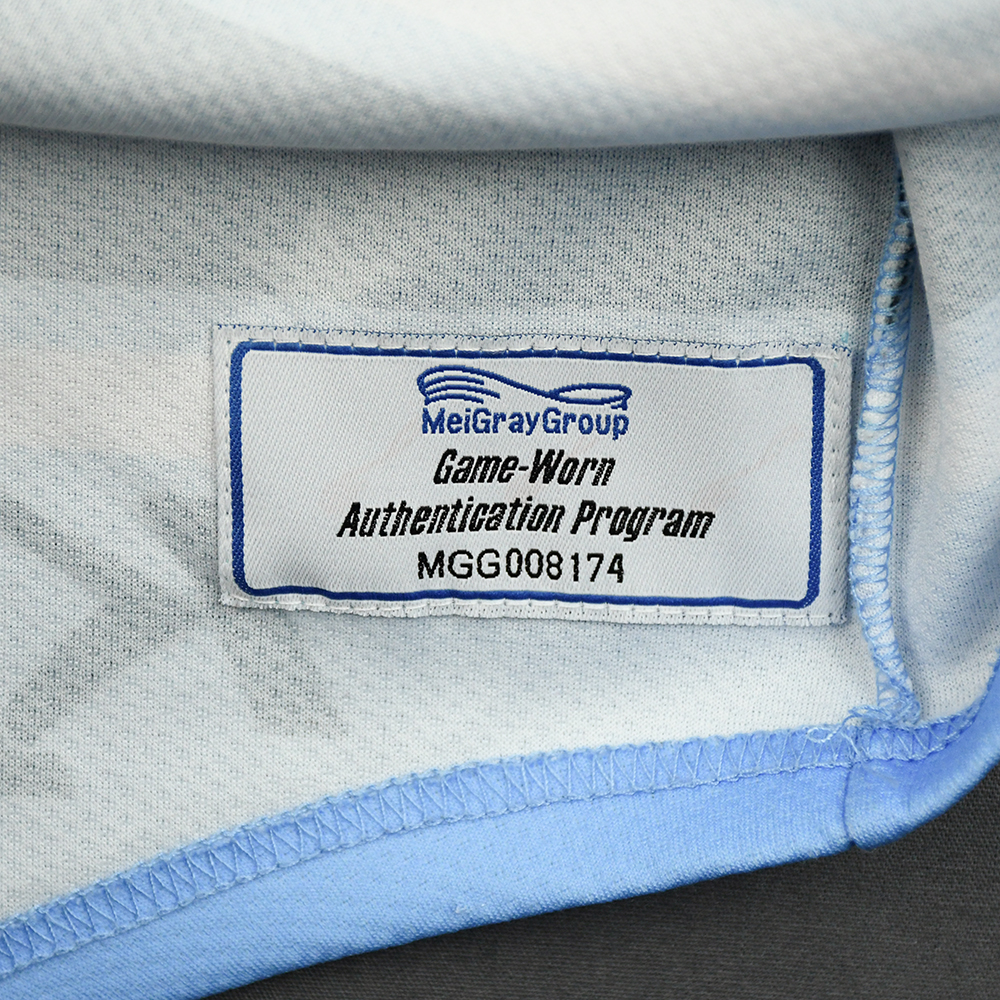 MeiGrayGroup
Game-Worn
Authentication Program
MGG008174